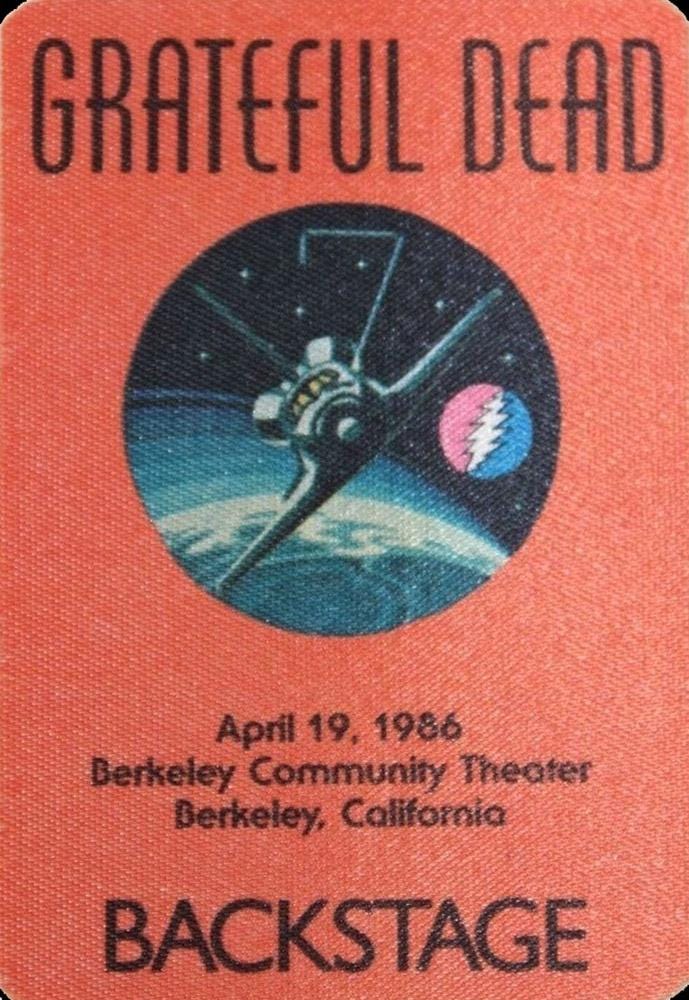 GRATEFUL DEAD
April 19, 1986
Berkeley Community Theater
Berkeley, California
BACKSTAGE